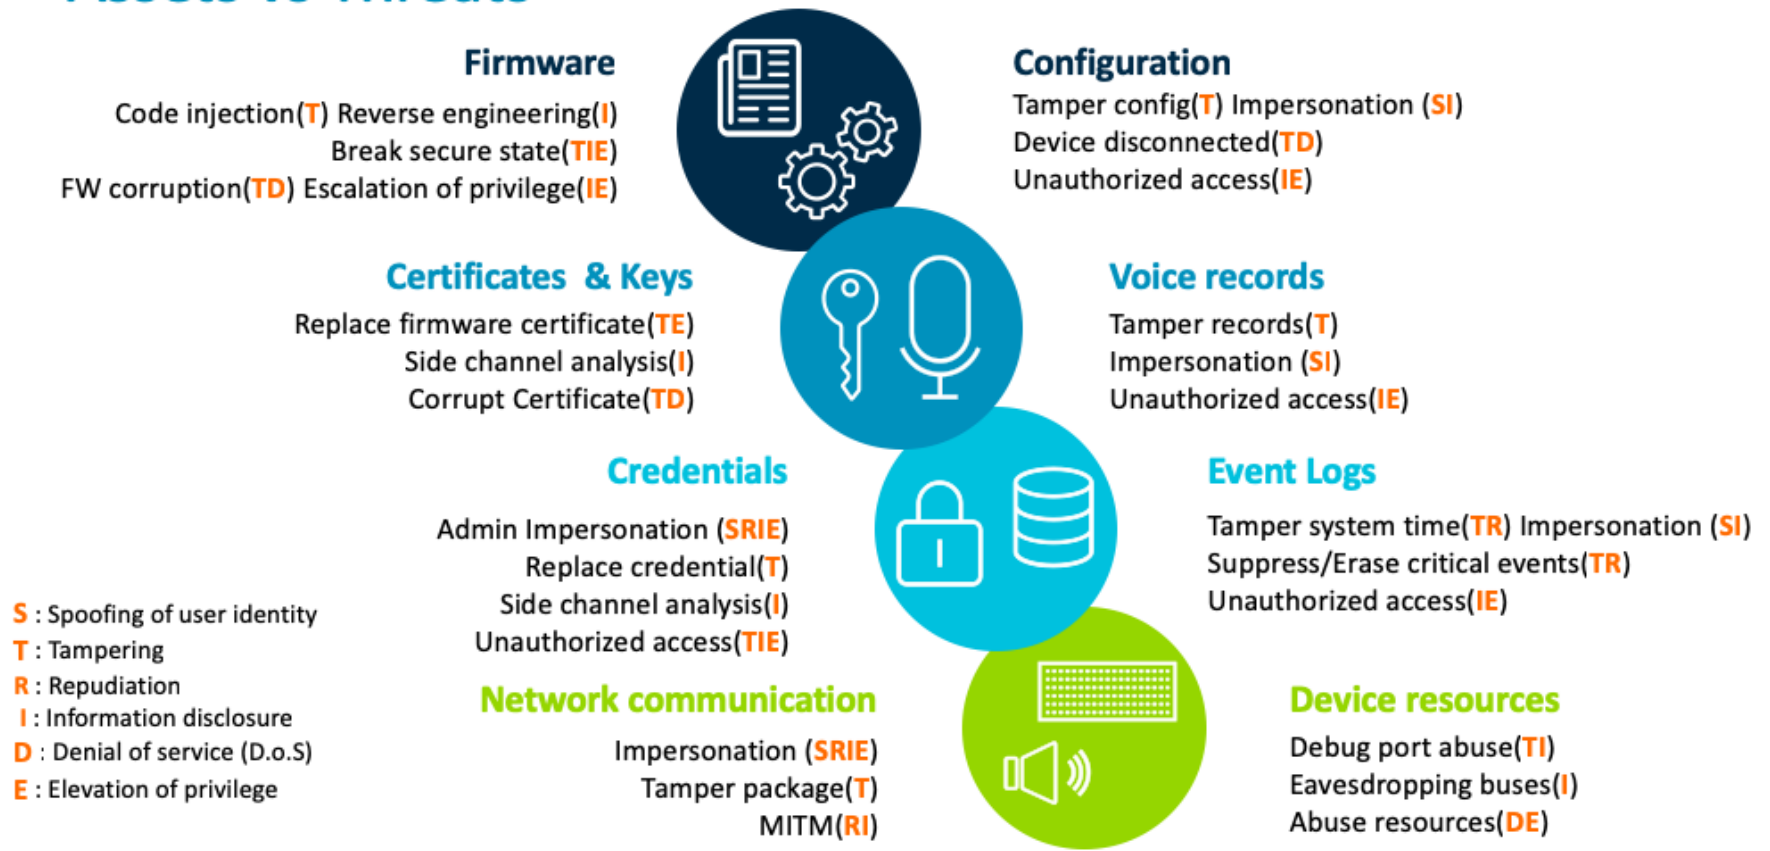 Assets vs Threats
Firmware
Code injection(T) Reverse engineering(I)
Break secure state(TIE)
FW corruption(TD) Escalation of privilege(IE)
Configuration
Tamper config(T) Impersonation (SI)
Device disconnected(TD)
Unauthorized access(IE)
Certificates & Keys
Replace firmware certificate(TE)
Side channel analysis(I)
Corrupt Certificate(TD)
Voice records
Tamper records(T)
Impersonation (SI)
Unauthorized access(IE)
Credentials
Admin Impersonation (SRIE)
Replace credential(T)
Side channel analysis(I)
Unauthorized access(TIE)
Event Logs
Tamper system time(TR) Impersonation (SI)
Suppress/Erase critical events(TR)
Unauthorized access(IE)
S : Spoofing of user identity
T : Tampering
R : Repudiation
I : Information disclosure
D : Denial of service (D.o.S)
E : Elevation of privilege
Network communication
Impersonation (SRIE)
Tamper package(T)
MITM(RI)
Device resources
Debug port abuse(TI)
Eavesdropping buses(I)
Abuse resources(DE)